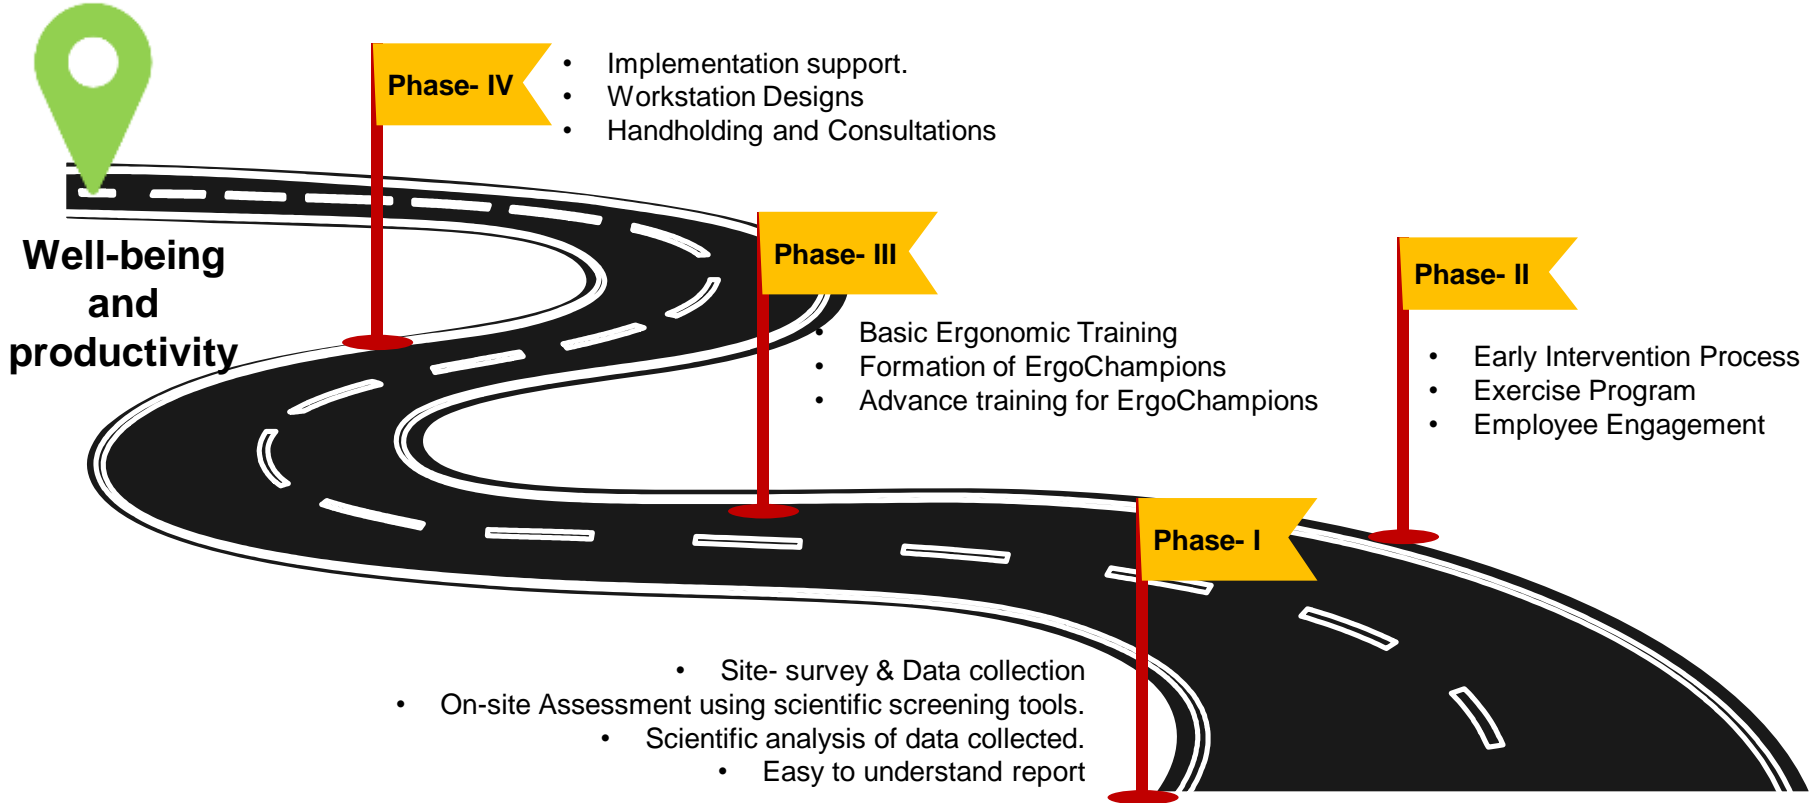 Phase- IV
• Implementation support.
• Workstation Designs
• Handholding and Consultations
Well-being
and
productivity
Phase- III
• Basic Ergonomic Training
• Formation of ErgoChampions
• Advance training for ErgoChampions
Phase- II
• Early Intervention Process
• Exercise Program
• Employee Engagement
Phase- I
• Site- survey & Data collection
• On-site Assessment using scientific screening tools.
• Scientific analysis of data collected.
• Easy to understand report